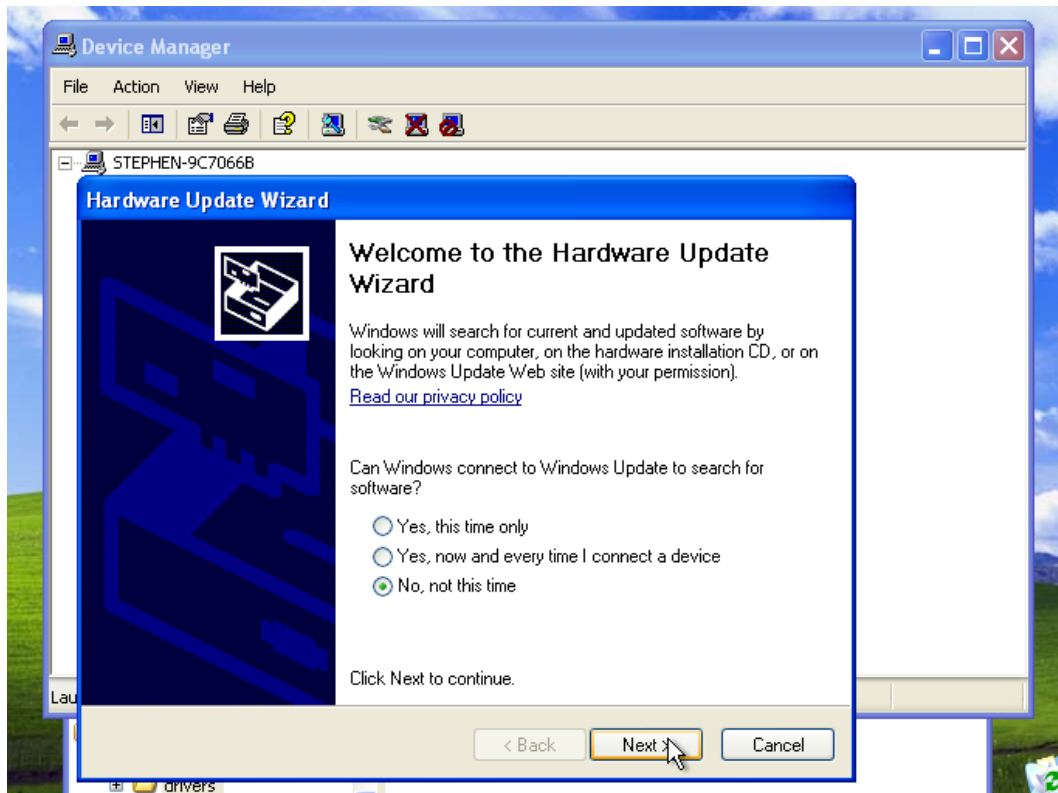 Device Manager
File Action View Help
STEPHEN-9C7066B
Hardware Update Wizard
Welcome to the Hardware Update
Wizard
Windows will search for current and updated software by
looking on your computer, on the hardware installation CD, or on
the Windows Update Web site (with your permission).
Read our privacy policy
Can Windows connect to Windows Update to search for
software?
Yes, this time only
Yes, now and every time I connect a device
No, not this time
Click Next to continue.
Lau
< Back Next > Cancel
drivers